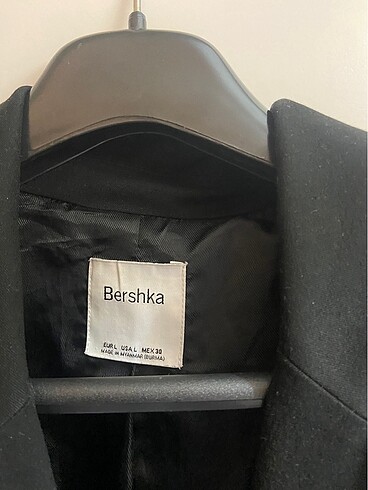 Bershka
EUR L USA L MEX 30
MADE IN MYANMAR (BURMA)